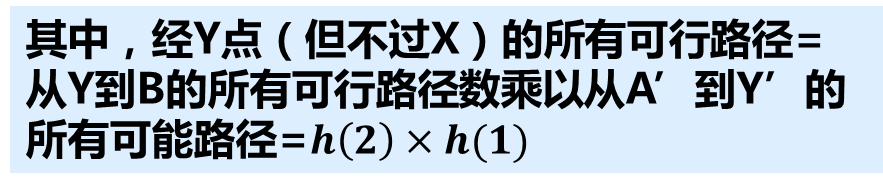 其中，经Y点（但不过X）的所有可行路径=
从Y到B的所有可行路径数乘以从A′到Y′的
所有可能路径=h(2)×h(1)